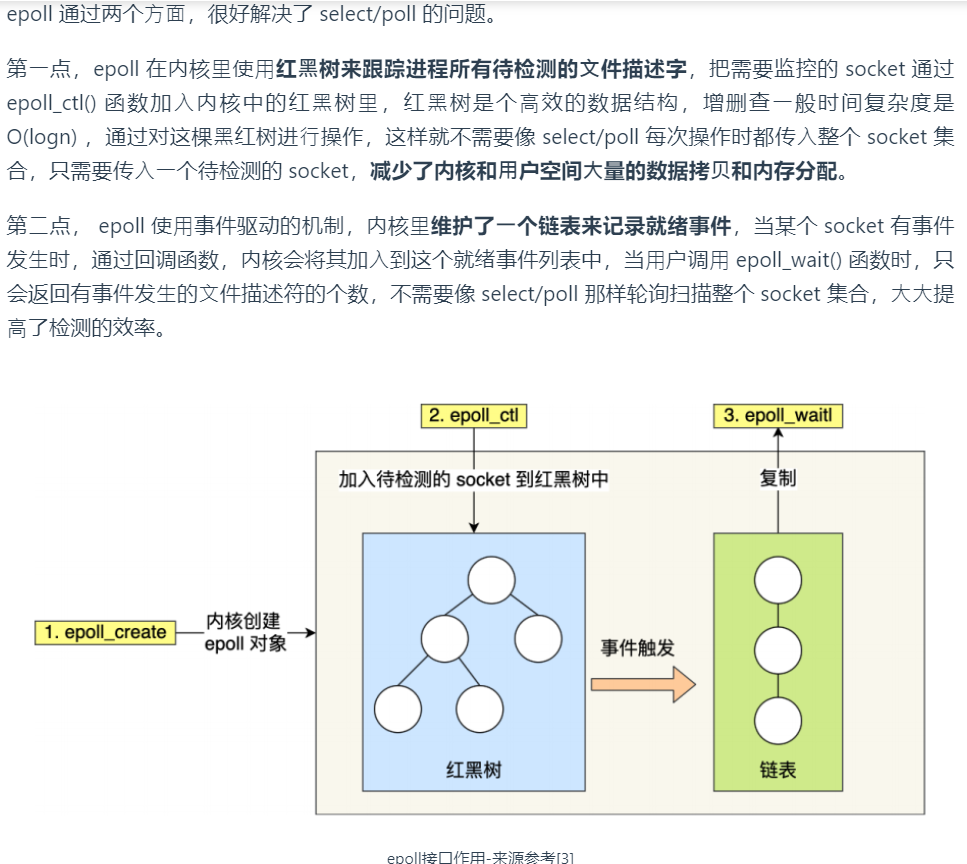 epoll 通过两个方面，很好解决了 select/poll 的问题。
第一点，epoll 在内核里使用红黑树来跟踪进程所有待检测的文件描述字，把需要监控的 socket 通过
epoll_ctl() 函数加入内核中的红黑树里，红黑树是个高效的数据结构，增删查一般时间复杂度是
O(logn) ，通过对这棵黑红树进行操作，这样就不需要像 select/poll 每次操作时都传入整个 socket 集
合，只需要传入一个待检测的 socket，减少了内核和用户空间大量的数据拷贝和内存分配。
第二点， epoll 使用事件驱动的机制，内核里维护了一个链表来记录就绪事件，当某个 socket 有事件
发生时，通过回调函数，内核会将其加入到这个就绪事件列表中，当用户调用 epoll_wait() 函数时，只
会返回有事件发生的文件描述符的个数，不需要像 select/poll 那样轮询扫描整个 socket 集合，大大提
高了检测的效率。
2. epoll_ctl
3. epoll_waitl
加入待检测的 socket 到红黑树中
复制
1. epoll_create
内核创建
epoll 对象
事件触发
红黑树
链表
epoll接口作用-来源参考[3]